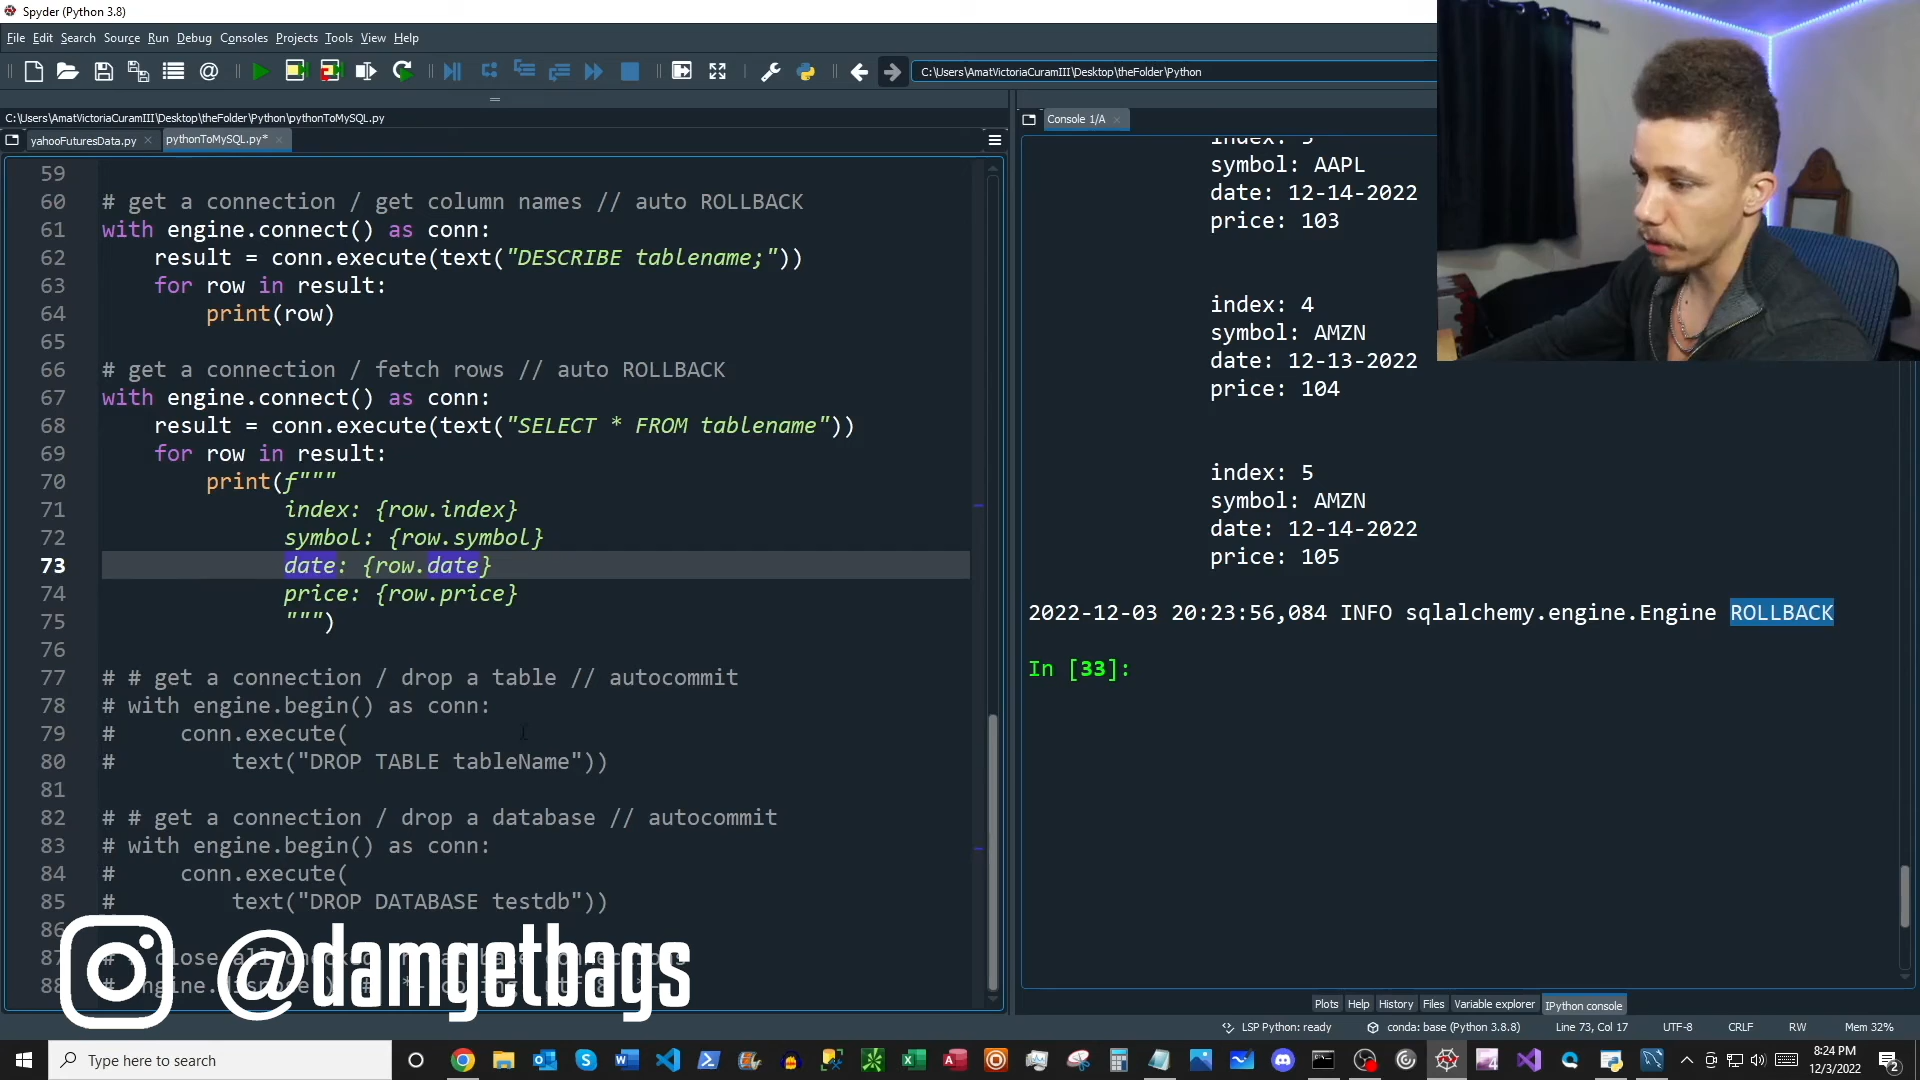 Spyder (Python 3.8)
File Edit Search Source Run Debug Consoles Projects Tools View Help
C:\Users\AmatVictoriaCuramIII\Desktop\theFolder\Python
C:\Users\AmatVictoriaCuramIII\Desktop\theFolder\Python\pythonToMySQL.py
yahooFuturesData.py
pythonToMySQL.py*
59
60 # get a connection / get column names // auto ROLLBACK
61 with engine.connect() as conn:
62 result = conn.execute(text("DESCRIBE tablename;"))
63 for row in result:
64 print(row)
65
66 # get a connection / fetch rows // auto ROLLBACK
67 with engine.connect() as conn:
68 result = conn.execute(text("SELECT * FROM tablename"))
69 for row in result:
70 print(f"""
71 index: {row.index}
72 symbol: {row.symbol}
73 date: {row.date}
74 price: {row.price}
75 """)
76
77 # # get a connection / drop a table // autocommit
78 # with engine.begin() as conn:
79 # conn.execute(
80 # text("DROP TABLE tableName"))
81
82 # # get a connection / drop a database // autocommit
83 # with engine.begin() as conn:
84 # conn.execute(
85 # text("DROP DATABASE testdb"))
86
@damgetbags
Console 1/A
symbol: AAPL
date: 12-14-2022
price: 103
index: 4
symbol: AMZN
date: 12-13-2022
price: 104
index: 5
symbol: AMZN
date: 12-14-2022
price: 105
2022-12-03 20:23:56,084 INFO sqlalchemy.engine.Engine ROLLBACK
In [33]:
Plots Help History Files Variable explorer IPython console
LSP Python: ready conda: base (Python 3.8.8) Line 73, Col 17 UTF-8 CRLF RW Mem 32%
Type here to search
8:24 PM
12/3/2022
2